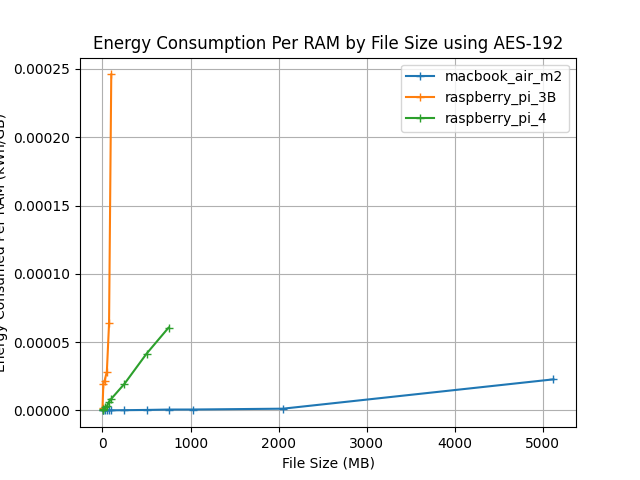 Energy Consumption Per RAM by File Size using AES-192
macbook_air_m2
raspberry_pi_3B
raspberry_pi_4
0.00025
0.00020
0.00015
0.00010
0.00005
0.00000
Consumed Per RAM (kWh/GB)
0 1000 2000 3000 4000 5000
File Size (MB)